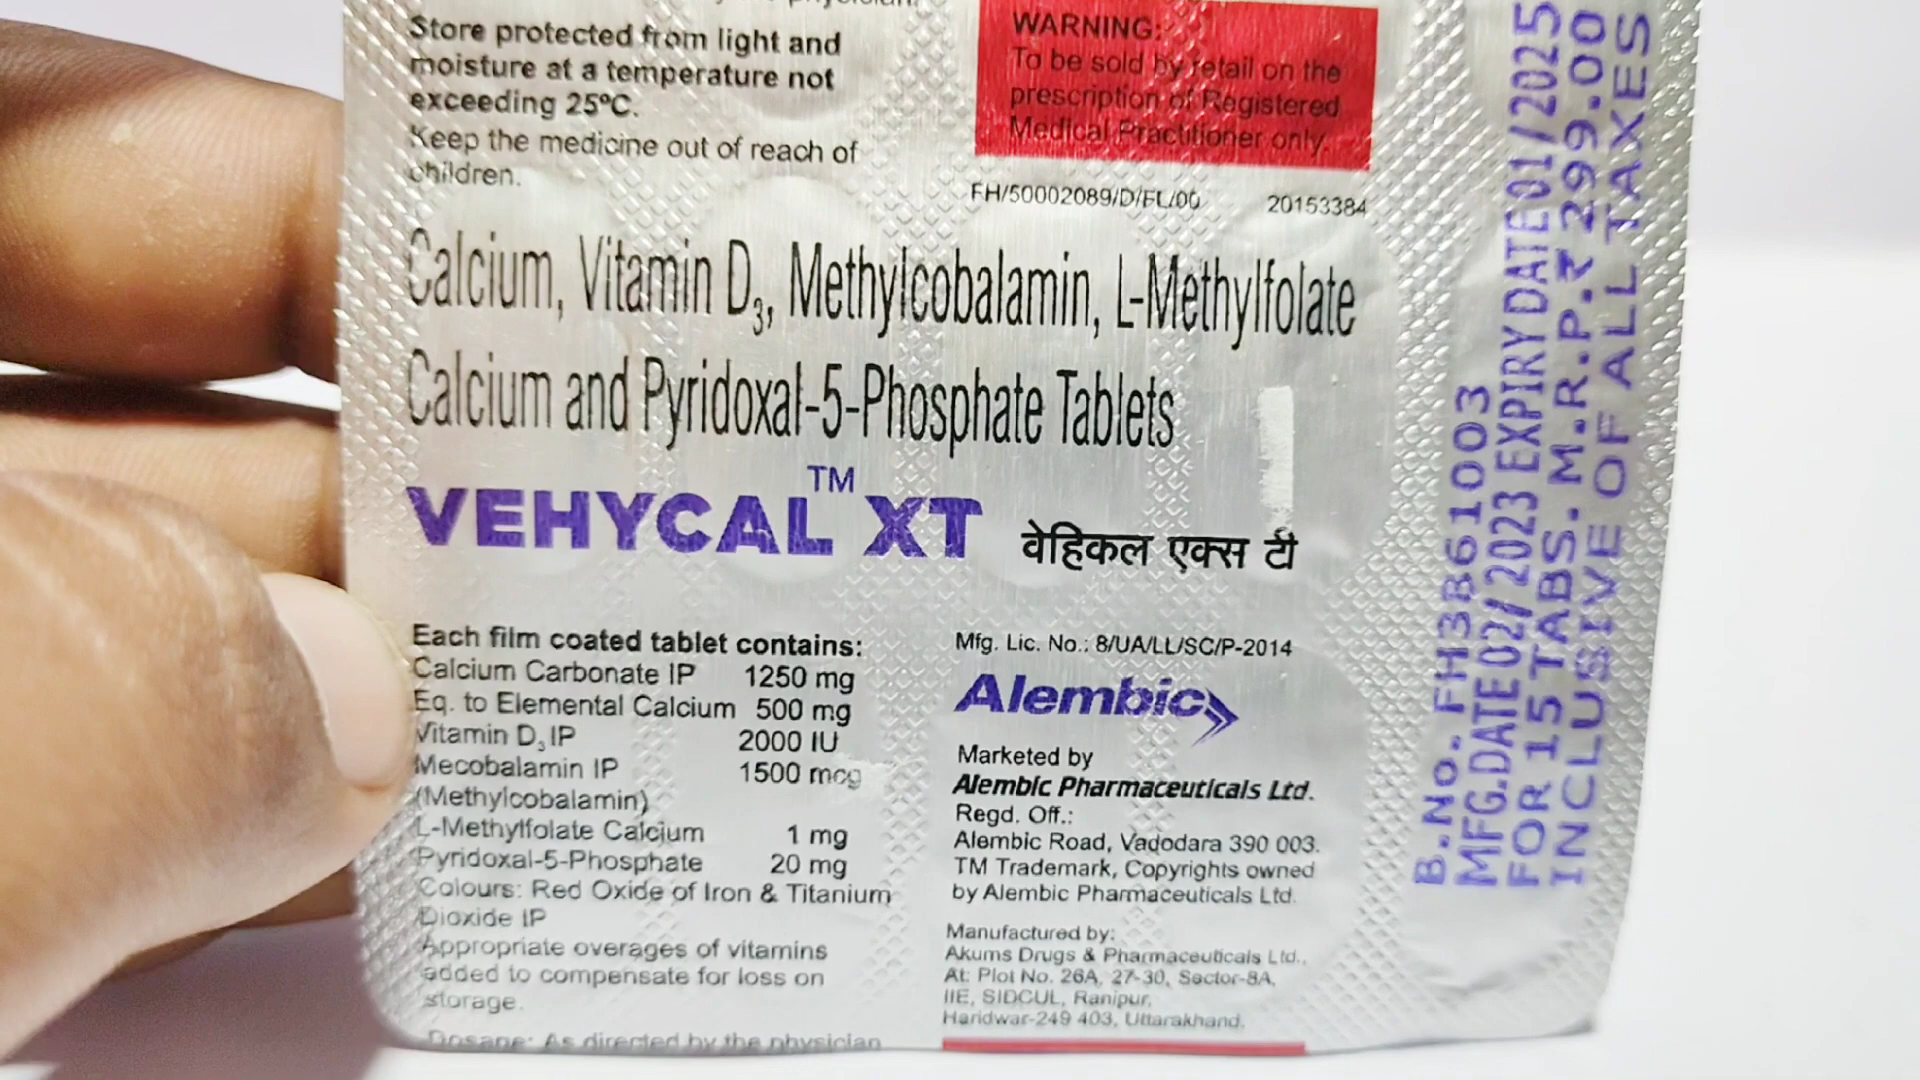 physician.
Store protected from light and
moisture at a temperature not
exceeding 25°C.
Keep the medicine out of reach of
children.
WARNING:
To be sold by retail on the
prescription of Registered
Medical Practitioner only.
FH/50002089/D/FL/00 20153384
Calcium, Vitamin D₃, Methylcobalamin, L-Methylfolate
Calcium and Pyridoxal-5-Phosphate Tablets
VEHYCAL™ XT वेहिकल एक्स टी
Each film coated tablet contains:
Calcium Carbonate IP 1250 mg
Eq. to Elemental Calcium 500 mg
Vitamin D₃ IP 2000 IU
Mecobalamin IP 1500 mcg
(Methylcobalamin)
L-Methylfolate Calcium 1 mg
Pyridoxal-5-Phosphate 20 mg
Colours: Red Oxide of Iron & Titanium
Dioxide IP
Appropriate overages of vitamins
added to compensate for loss on
storage.
Dosage: As directed by the physician
Mfg. Lic. No.: 8/UA/LL/SC/P-2014
Alembic
Marketed by
Alembic Pharmaceuticals Ltd.
Regd. Off.:
Alembic Road, Vadodara 390 003.
TM Trademark, Copyrights owned
by Alembic Pharmaceuticals Ltd.
Manufactured by:
Akums Drugs & Pharmaceuticals Ltd.,
At: Plot No. 26A, 27-30, Sector-8A,
IIE, SIDCUL, Ranipur,
Haridwar-249 403, Uttarakhand.
B.No. FH3B61003
MFG.DATE 02/2023 EXPIRY DATE 01/2025
FOR 15 TABS. M.R.P.₹ 299.00
INCLUSIVE OF ALL TAXES